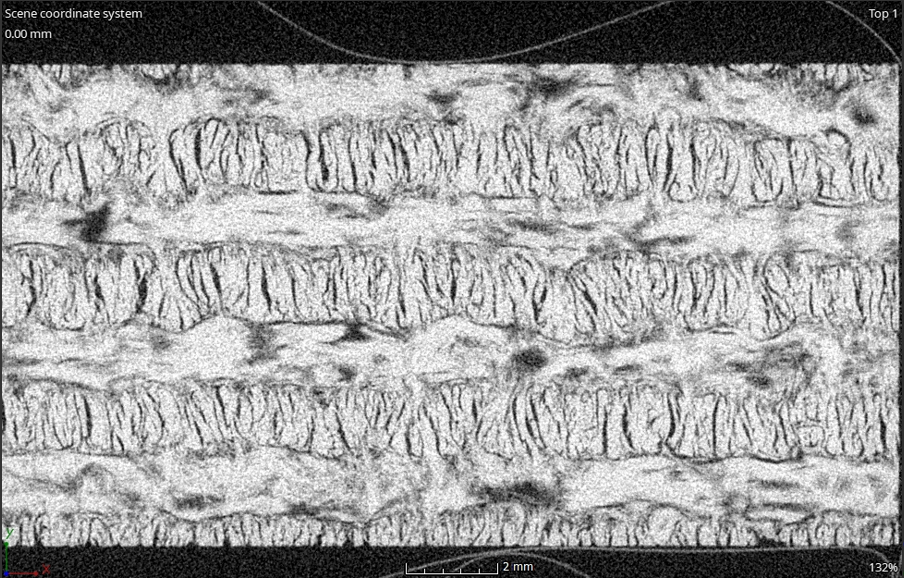 Scene coordinate system
Top 1
0.00 mm
y
x
2 mm
132%